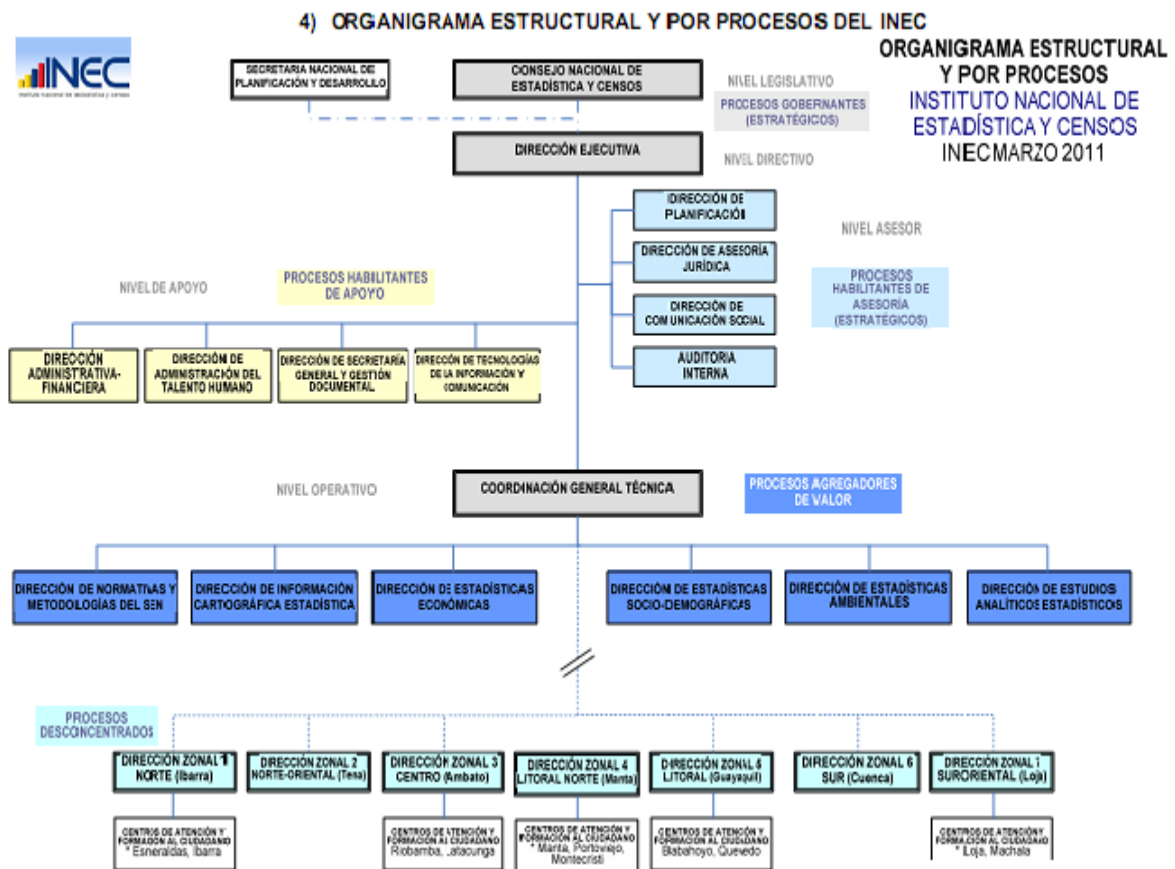 4) ORGANIGRAMA ESTRUCTURAL Y POR PROCESOS DEL INEC
INEC
instituto nacional de estadística y censos
ORGANIGRAMA ESTRUCTURAL
Y POR PROCESOS
INSTITUTO NACIONAL DE
ESTADÍSTICA Y CENSOS
INEC MARZO 2011
SECRETARIA NACIONAL DE
PLANIFICACIÓN Y DESARROLLO
CONSEJO NACIONAL DE
ESTADÍSTICA Y CENSOS
NIVEL LEGISLATIVO
PROCESOS GOBERNANTES
(ESTRATÉGICOS)
DIRECCIÓN EJECUTIVA
NIVEL DIRECTIVO
DIRECCIÓN DE
PLANIFICACIÓN
NIVEL ASESOR
DIRECCIÓN DE ASESORÍA
JURÍDICA
PROCESOS
HABILITANTES DE
ASESORÍA
(ESTRATÉGICOS)
DIRECCIÓN DE
COMUNICACIÓN SOCIAL
AUDITORIA
INTERNA
NIVEL DE APOYO
PROCESOS HABILITANTES
DE APOYO
DIRECCIÓN
ADMINISTRATIVA-
FINANCIERA
DIRECCIÓN DE
ADMINISTRACIÓN DEL
TALENTO HUMANO
DIRECCIÓN DE SECRETARÍA
GENERAL Y GESTIÓN
DOCUMENTAL
DIRECCIÓN DE TECNOLOGÍAS
DE LA INFORMACIÓN Y
COMUNICACIÓN
NIVEL OPERATIVO
COORDINACIÓN GENERAL TÉCNICA
PROCESOS AGREGADORES
DE VALOR
DIRECCIÓN DE NORMATIVAS Y
METODOLOGÍAS DEL SEN
DIRECCIÓN DE INFORMACIÓN
CARTOGRÁFICA ESTADÍSTICA
DIRECCIÓN DE ESTADÍSTICAS
ECONÓMICAS
DIRECCIÓN DE ESTADÍSTICAS
SOCIO-DEMOGRÁFICAS
DIRECCIÓN DE ESTADÍSTICAS
AMBIENTALES
DIRECCIÓN DE ESTUDIOS
ANALÍTICOS ESTADÍSTICOS
PROCESOS
DESCONCENTRADOS
DIRECCIÓN ZONAL 1
NORTE (Ibarra)
DIRECCIÓN ZONAL 2
NORTE-ORIENTAL (Tena)
DIRECCIÓN ZONAL 3
CENTRO (Ambato)
DIRECCIÓN ZONAL 4
LITORAL NORTE (Manta)
DIRECCIÓN ZONAL 5
LITORAL (Guayaquil)
DIRECCIÓN ZONAL 6
SUR (Cuenca)
DIRECCIÓN ZONAL 7
SURORIENTAL (Loja)
CENTROS DE ATENCIÓN Y
FORMACIÓN AL CIUDADANO
* Esmeraldas, Ibarra
CENTROS DE ATENCIÓN Y
FORMACIÓN AL CIUDADANO
Riobamba, Latacunga
CENTROS DE ATENCIÓN Y
FORMACIÓN AL CIUDADANO
* Manta, Portoviejo,
Montecristi
CENTROS DE ATENCIÓN Y
FORMACIÓN AL CIUDADANO
Babahoyo, Quevedo
CENTROS DE ATENCIÓN Y
FORMACIÓN AL CIUDADANO
* Loja, Machala